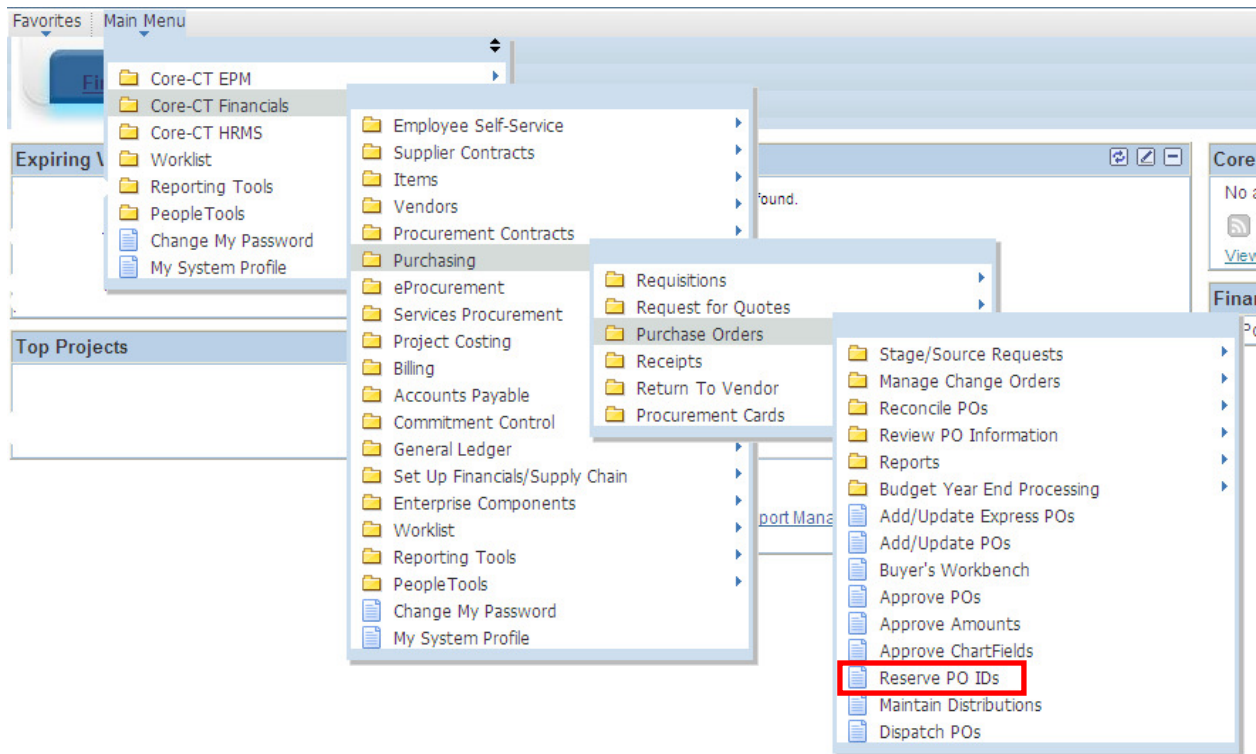 Favorites
Main Menu
Core-CT EPM
Core-CT Financials
Core-CT HRMS
Worklist
Reporting Tools
PeopleTools
Change My Password
My System Profile
Employee Self-Service
Supplier Contracts
Items
Vendors
Procurement Contracts
Purchasing
eProcurement
Services Procurement
Project Costing
Billing
Accounts Payable
Commitment Control
General Ledger
Set Up Financials/Supply Chain
Enterprise Components
Worklist
Reporting Tools
PeopleTools
Change My Password
My System Profile
Requisitions
Request for Quotes
Purchase Orders
Receipts
Return To Vendor
Procurement Cards
Stage/Source Requests
Manage Change Orders
Reconcile POs
Review PO Information
Reports
Budget Year End Processing
Add/Update Express POs
Add/Update POs
Buyer's Workbench
Approve POs
Approve Amounts
Approve ChartFields
Reserve PO IDs
Maintain Distributions
Dispatch POs
Expiring
Top Projects
found.
port Mana
Core
No a
View
Finan